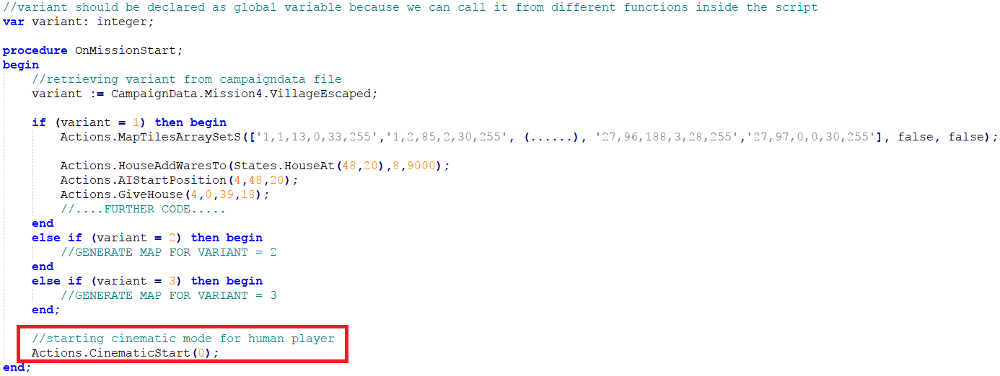 //variant should be declared as global variable because we can call it from different functions inside the script
var variant: integer;
procedure OnMissionStart;
begin
//retrieving variant from campaigndata file
variant := CampaignData.Mission4.VillageEscaped;
if (variant = 1) then begin
Actions.MapTilesArraySetS(['1,1,13,0,33,255','1,2,85,2,30,255', (......), '27,96,188,3,28,255','27,97,0,0,30,255'], false, false);
Actions.HouseAddWaresTo(States.HouseAt(48,20),8,9000);
Actions.AIStartPosition(4,48,20);
Actions.GiveHouse(4,0,39,18);
//....FURTHER CODE.....
end
else if (variant = 2) then begin
//GENERATE MAP FOR VARIANT = 2
end
else if (variant = 3) then begin
//GENERATE MAP FOR VARIANT = 3
end;
//starting cinematic mode for human player
Actions.CinematicStart(0);
end;